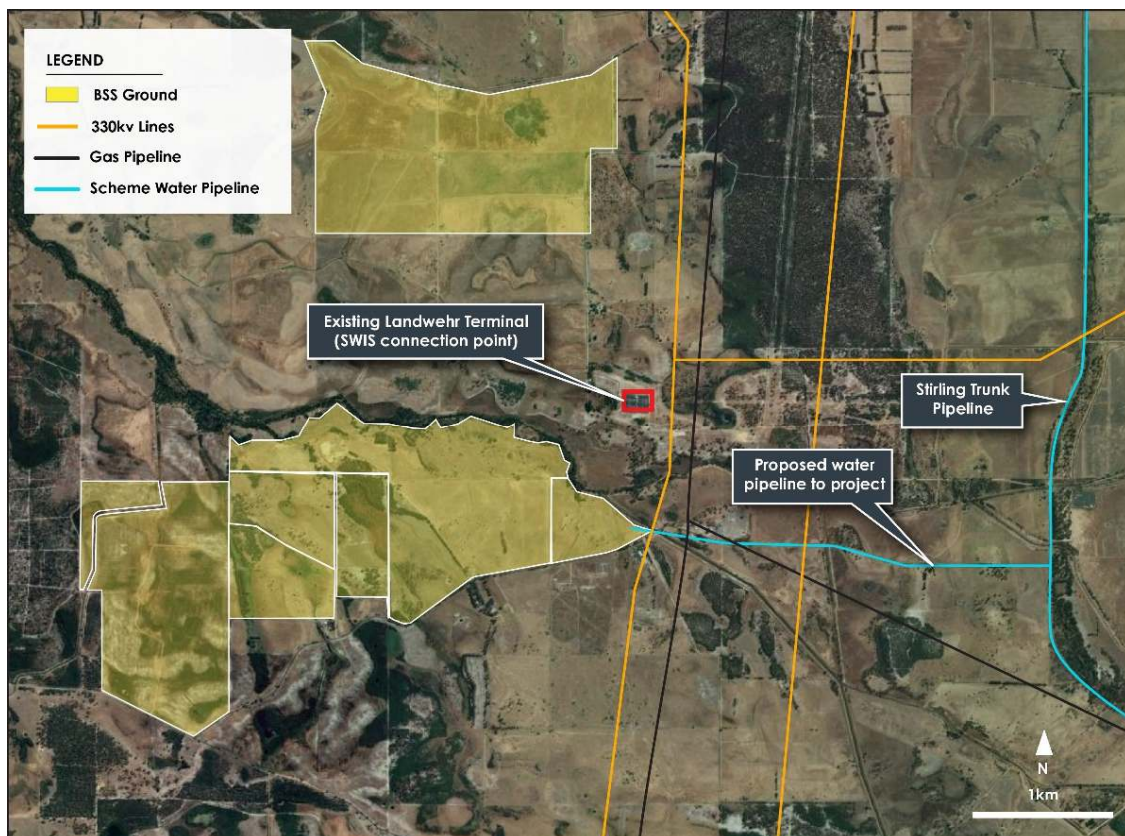 LEGEND
BSS Ground
330kv Lines
Gas Pipeline
Scheme Water Pipeline
Existing Landwehr Terminal
(SWIS connection point)
Stirling Trunk
Pipeline
Proposed water
pipeline to project
N
1km